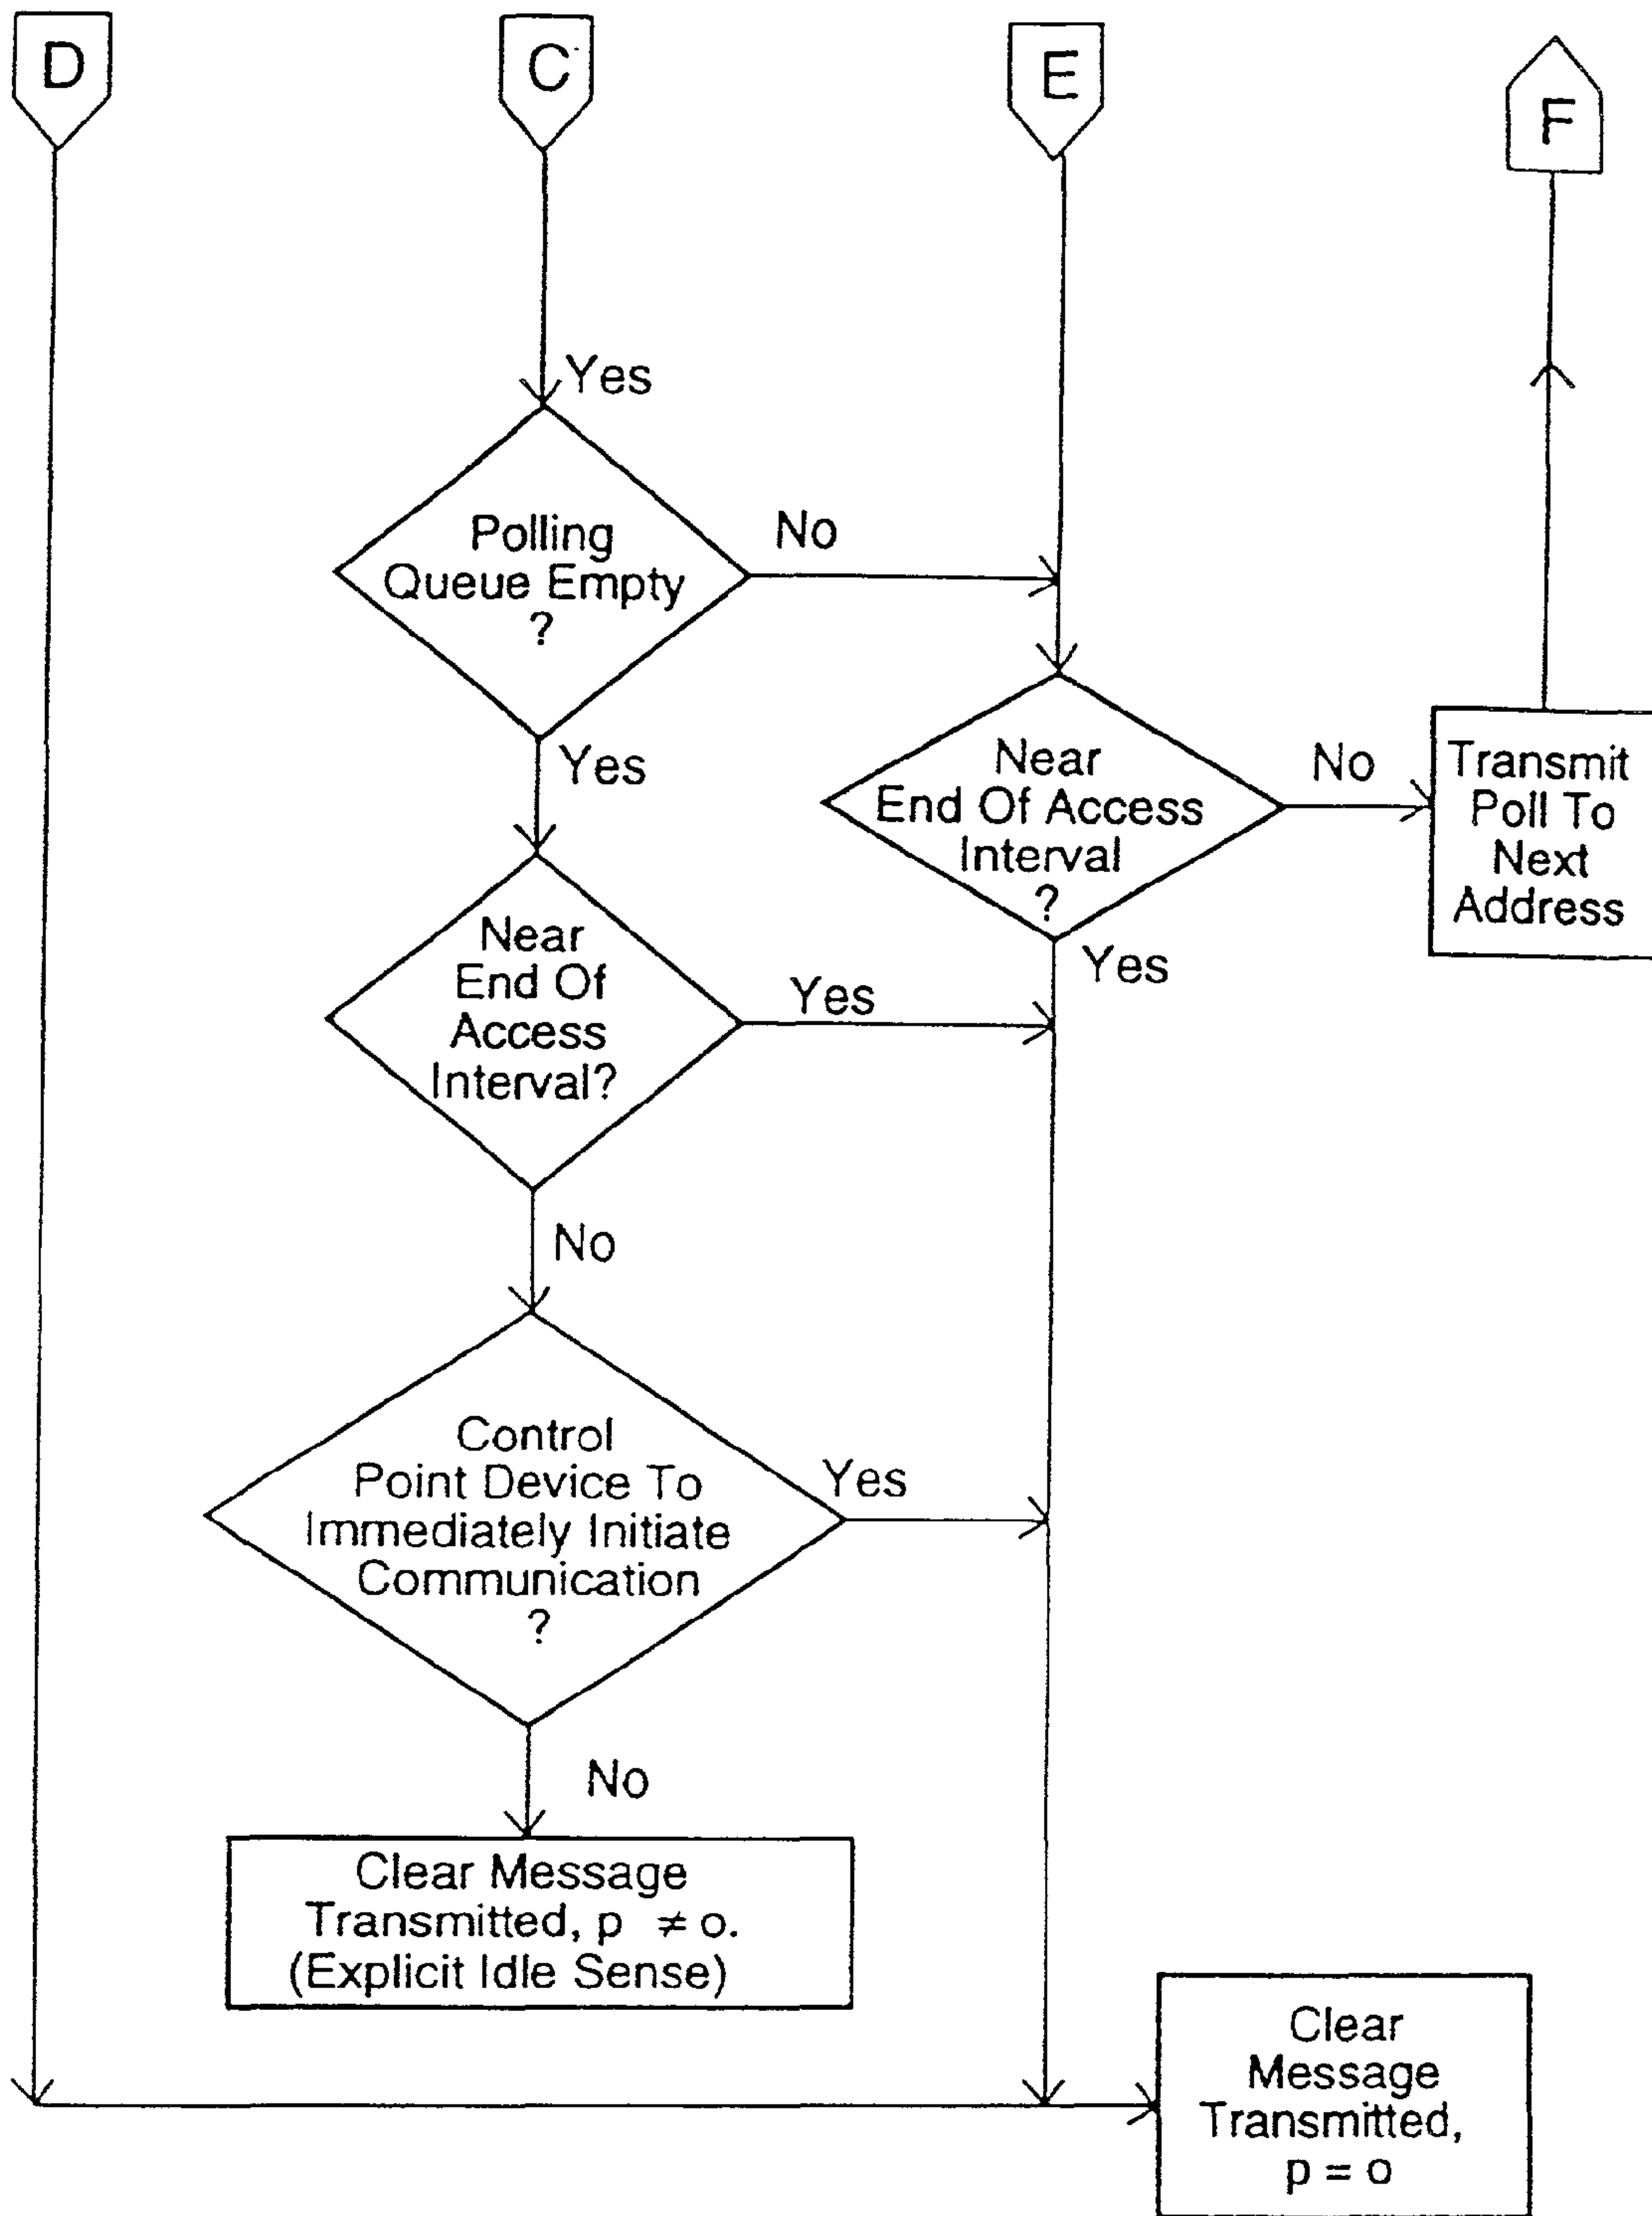 D
C
E
F
Yes
Polling
Queue Empty
?
No
Yes
Near
End Of Access
Interval
?
No
Yes
Transmit
Poll To
Next
Address
Near
End Of
Access
Interval?
Yes
No
Control
Point Device To
Immediately Initiate
Communication
?
Yes
No
Clear Message
Transmitted, p ≠ o.
(Explicit Idle Sense)
Clear
Message
Transmitted,
p = o